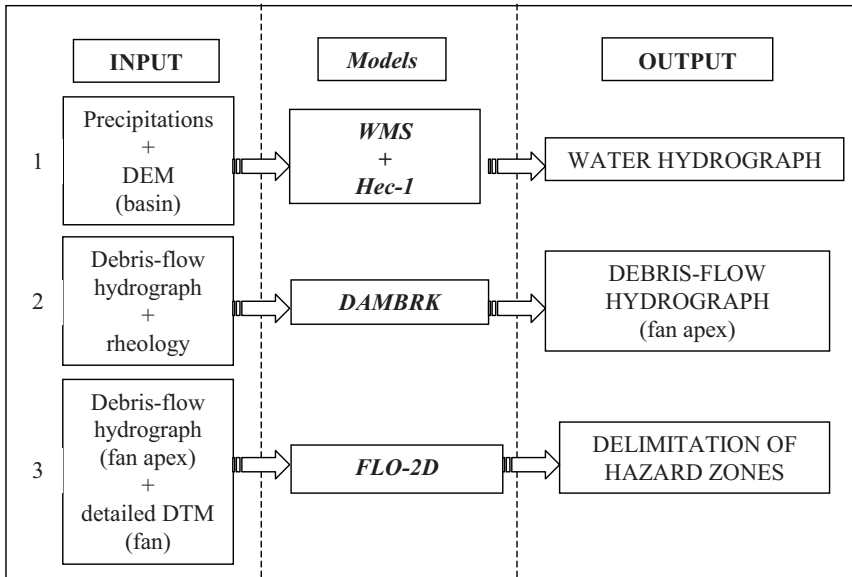 INPUT
Models
OUTPUT
1
Precipitations
+
DEM
(basin)
WMS
+
Hec-1
WATER HYDROGRAPH
2
Debris-flow
hydrograph
+
rheology
DAMBRK
DEBRIS-FLOW
HYDROGRAPH
(fan apex)
3
Debris-flow
hydrograph
(fan apex)
+
detailed DTM
(fan)
FLO-2D
DELIMITATION OF
HAZARD ZONES